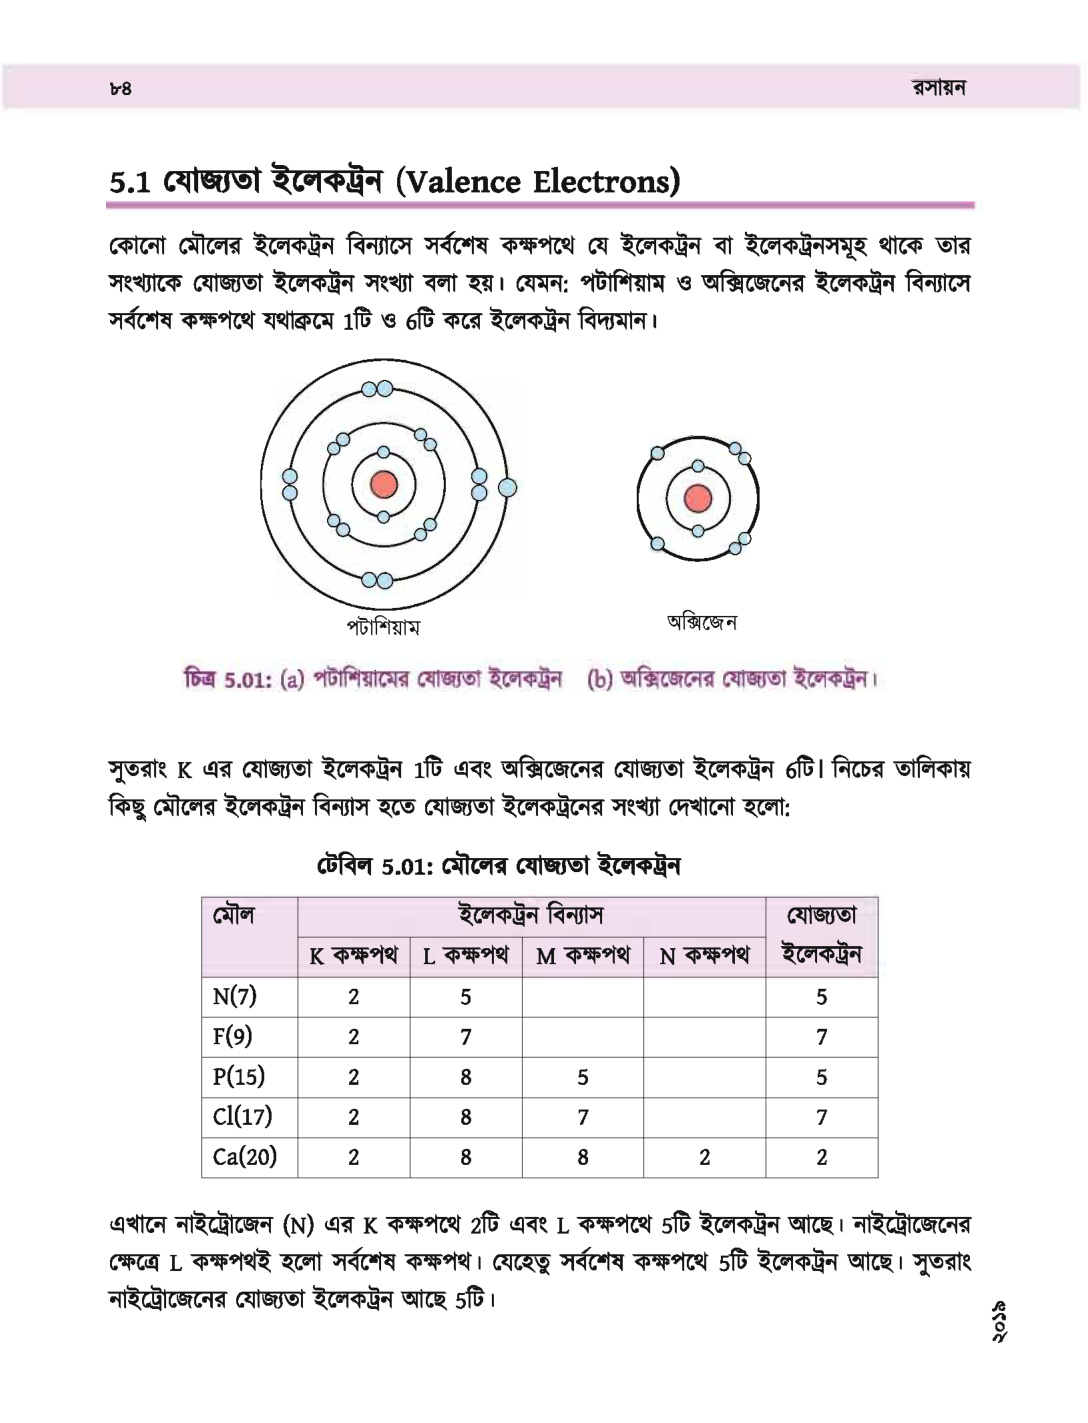 ৮৪ রসায়ন
5.1 যোজ্যতা ইলেকট্রন (Valence Electrons)
কোনো মৌলের ইলেকট্রন বিন্যাসে সর্বশেষ কক্ষপথে যে ইলেকট্রন বা ইলেকট্রনসমূহ থাকে তার
সংখ্যাকে যোজ্যতা ইলেকট্রন সংখ্যা বলা হয়। যেমন: পটাশিয়াম ও অক্সিজেনের ইলেকট্রন বিন্যাসে
সর্বশেষ কক্ষপথে যথাক্রমে 1টি ও 6টি করে ইলেকট্রন বিদ্যমান।
পটাশিয়াম অক্সিজেন
চিত্র 5.01: (a) পটাশিয়ামের যোজ্যতা ইলেকট্রন (b) অক্সিজেনের যোজ্যতা ইলেকট্রন।
সুতরাং K এর যোজ্যতা ইলেকট্রন 1টি এবং অক্সিজেনের যোজ্যতা ইলেকট্রন 6টি। নিচের তালিকায়
কিছু মৌলের ইলেকট্রন বিন্যাস হতে যোজ্যতা ইলেকট্রনের সংখ্যা দেখানো হলো:
টেবিল 5.01: মৌলের যোজ্যতা ইলেকট্রন
মৌল ইলেকট্রন বিন্যাস যোজ্যতা
K কক্ষপথ L কক্ষপথ M কক্ষপথ N কক্ষপথ ইলেকট্রন
N(7) 2 5 5
F(9) 2 7 7
P(15) 2 8 5 5
Cl(17) 2 8 7 7
Ca(20) 2 8 8 2 2
এখানে নাইট্রোজেন (N) এর K কক্ষপথে 2টি এবং L কক্ষপথে 5টি ইলেকট্রন আছে। নাইট্রোজেনের
ক্ষেত্রে L কক্ষপথই হলো সর্বশেষ কক্ষপথ। যেহেতু সর্বশেষ কক্ষপথে 5টি ইলেকট্রন আছে। সুতরাং
নাইট্রোজেনের যোজ্যতা ইলেকট্রন আছে 5টি।
২০১৯